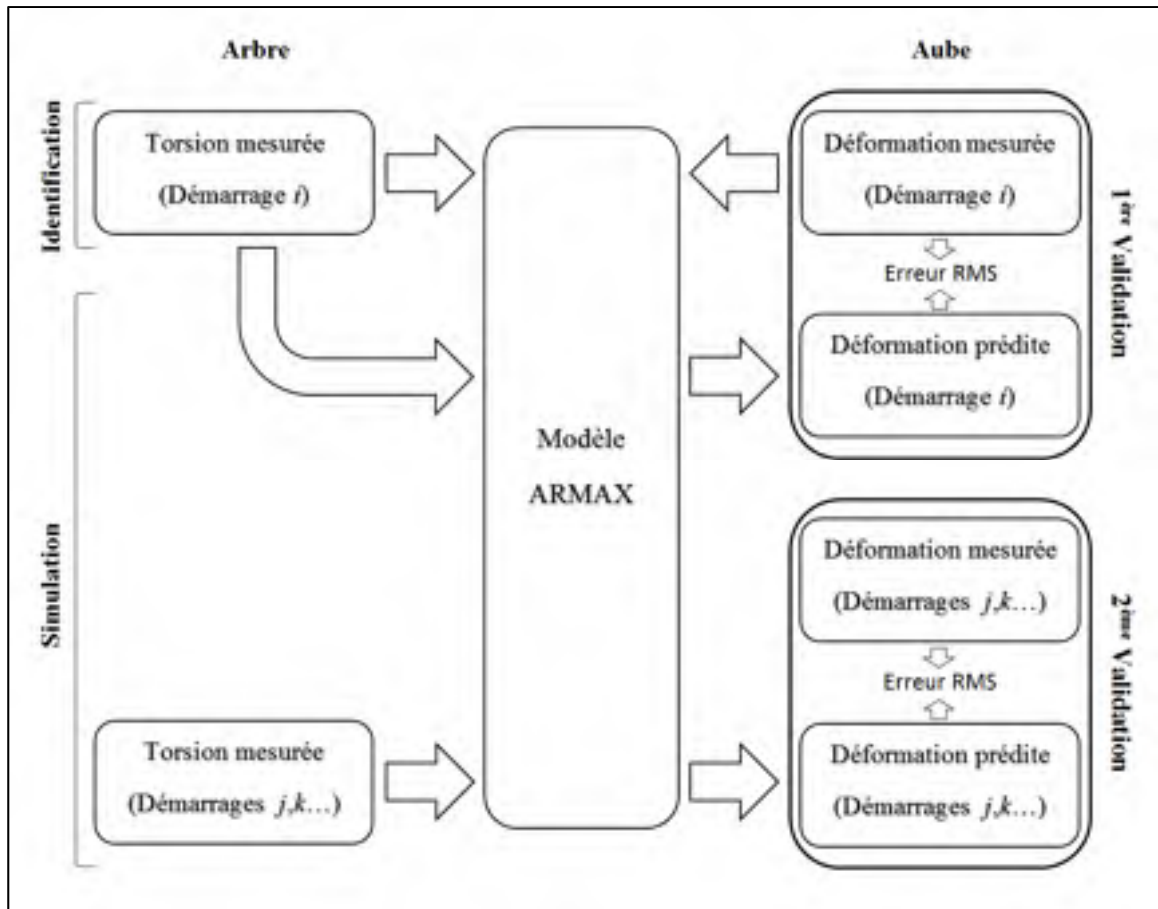 Arbre
Aube
Identification
Torsion mesurée
(Démarrage i)
Déformation mesurée
(Démarrage i)
Erreur RMS
Déformation prédite
(Démarrage i)
1ère Validation
Modèle
ARMAX
Simulation
Torsion mesurée
(Démarrages j,k…)
Déformation mesurée
(Démarrages j,k…)
Erreur RMS
Déformation prédite
(Démarrages j,k…)
2ème Validation